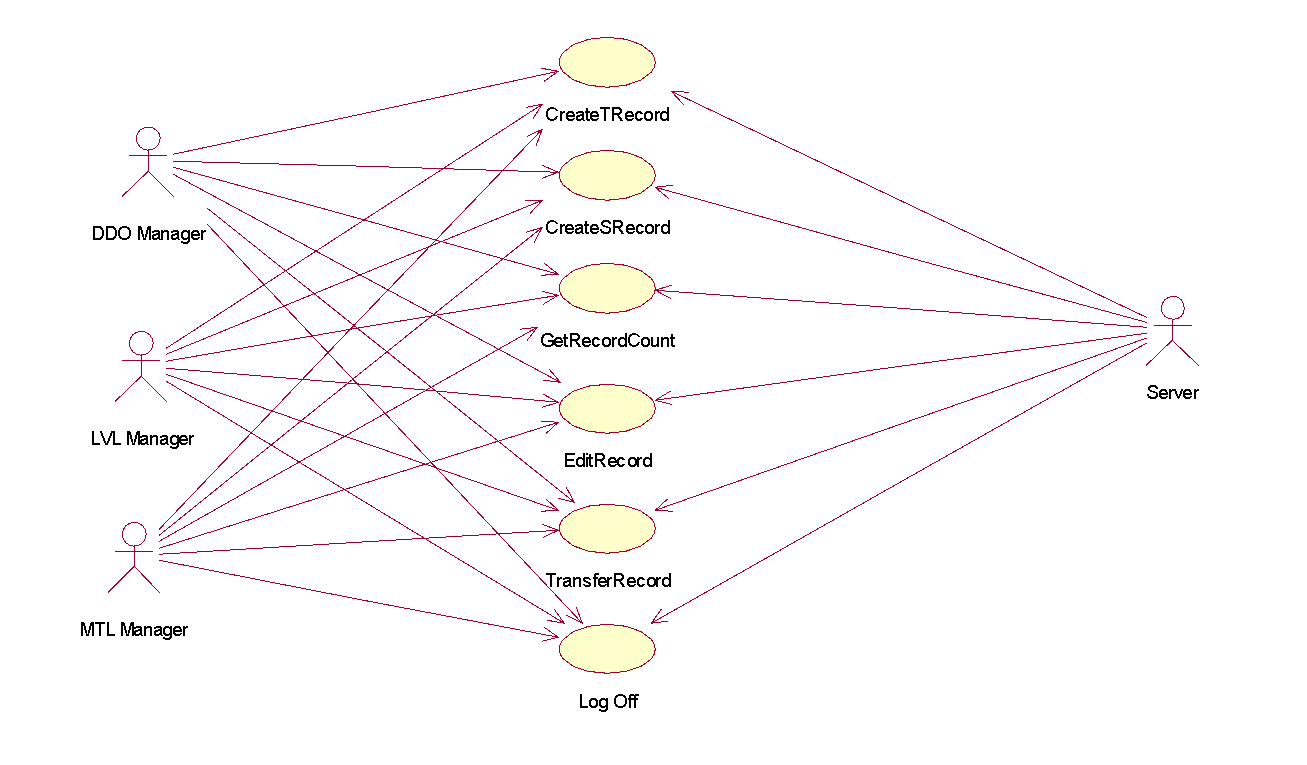 CreateTRecord
DDO Manager
CreateSRecord
GetRecordCount
Server
LVL Manager
EditRecord
TransferRecord
MTL Manager
Log Off